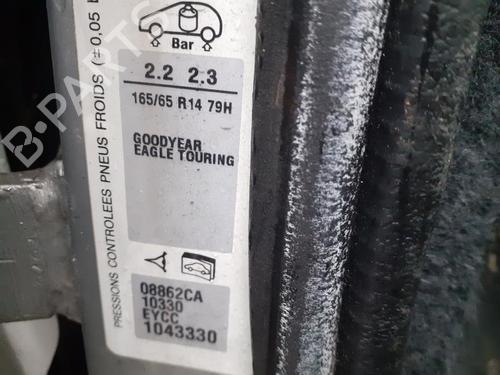 Bar
2.2 2.3
165/65 R14 79H
GOODYEAR
EAGLE TOURING
08862CA
10330
EYCC
1043330
PRESSIONS CONTROLEES PNEUS FROIDS (±0,05 B
B-PARTS